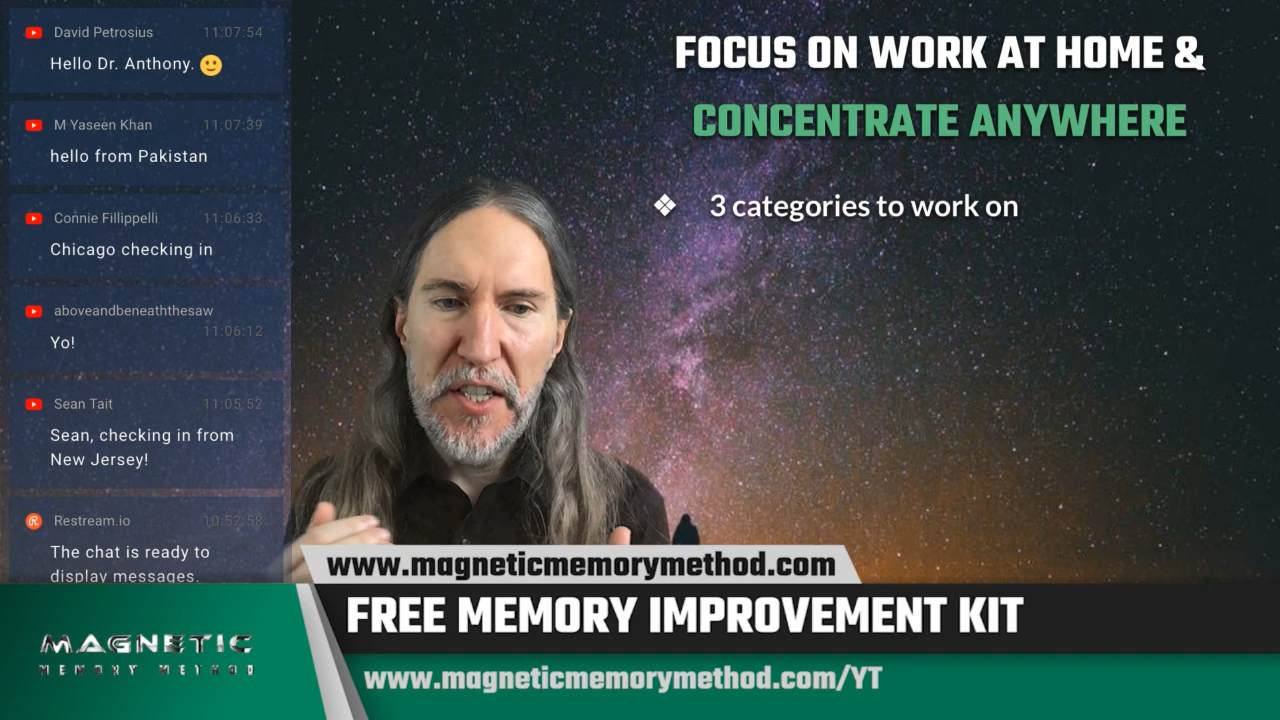 David Petrosius 11:07:54
Hello Dr. Anthony. 🙂
M Yaseen Khan 11:07:39
hello from Pakistan
Connie Fillippelli 11:06:33
Chicago checking in
aboveandbeneaththesaw
11:06:12
Yo!
Sean Tait 11:05:52
Sean, checking in from
New Jersey!
Restream.io 10:52:58
The chat is ready to
display messages.
FOCUS ON WORK AT HOME &
CONCENTRATE ANYWHERE
❖ 3 categories to work on
www.magneticmemorymethod.com
FREE MEMORY IMPROVEMENT KIT
www.magneticmemorymethod.com/YT
MAGNETIC
MEMORY METHOD